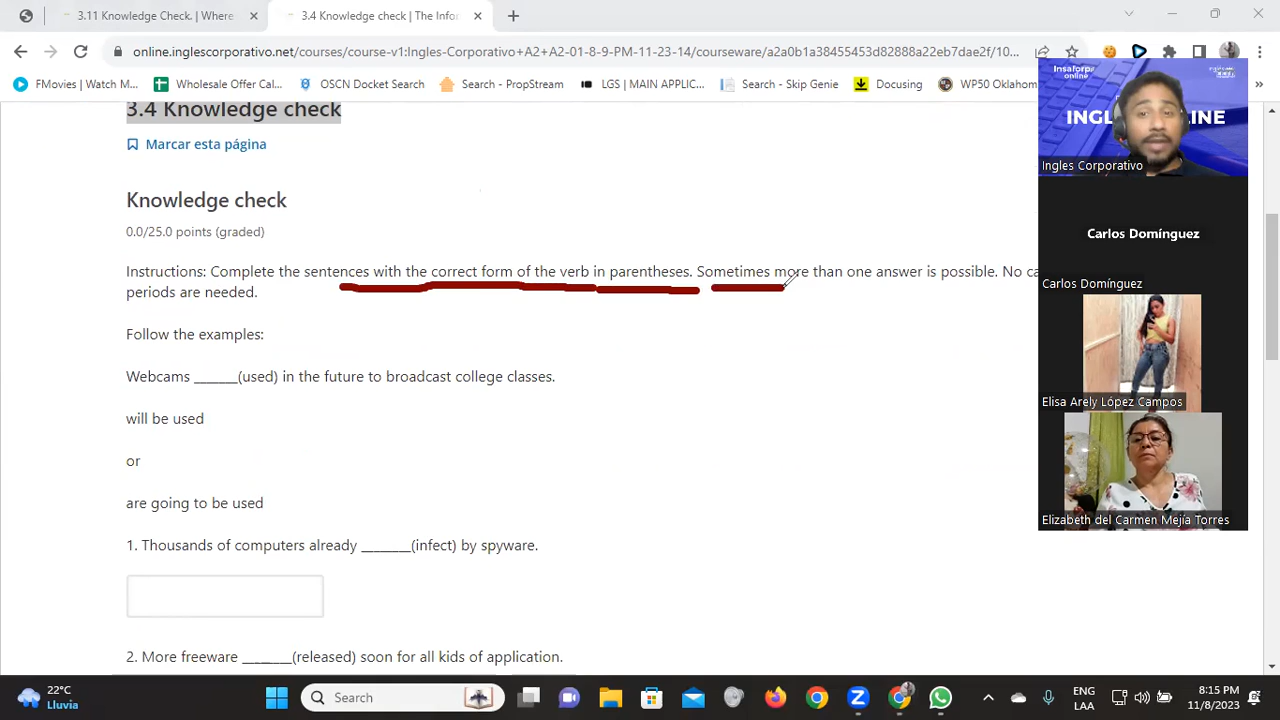 3.11 Knowledge Check. | Where
3.4 Knowledge check | The Infor
online.inglescorporativo.net/courses/course-v1:Ingles-Corporativo+A2+A2-01-8-9-PM-11-23-14/courseware/a2a0b1a38455453d82888a22eb7dae2f/10...
FMovies | Watch M...
Wholesale Offer Cal...
OSCN Docket Search
Search - PropStream
LGS | MAIN APPLIC...
Search - Skip Genie
Docusing
WP50 Oklahom
»
3.4 Knowledge check
Marcar esta página
Knowledge check
0.0/25.0 points (graded)
Instructions: Complete the sentences with the correct form of the verb in parentheses. Sometimes more than one answer is possible. No ca
periods are needed.
Follow the examples:
Webcams _______(used) in the future to broadcast college classes.
will be used
or
are going to be used
1. Thousands of computers already ________(infect) by spyware.
2. More freeware ________(released) soon for all kids of application.
Insaforp
online
INGL ONLINE
Ingles Corporativo
Carlos Domínguez
Carlos Domínguez
Elisa Arely López Campos
Elizabeth del Carmen Mejía Torres
22°C
Lluvia
Search
ENG
LAA
8:15 PM
11/8/2023